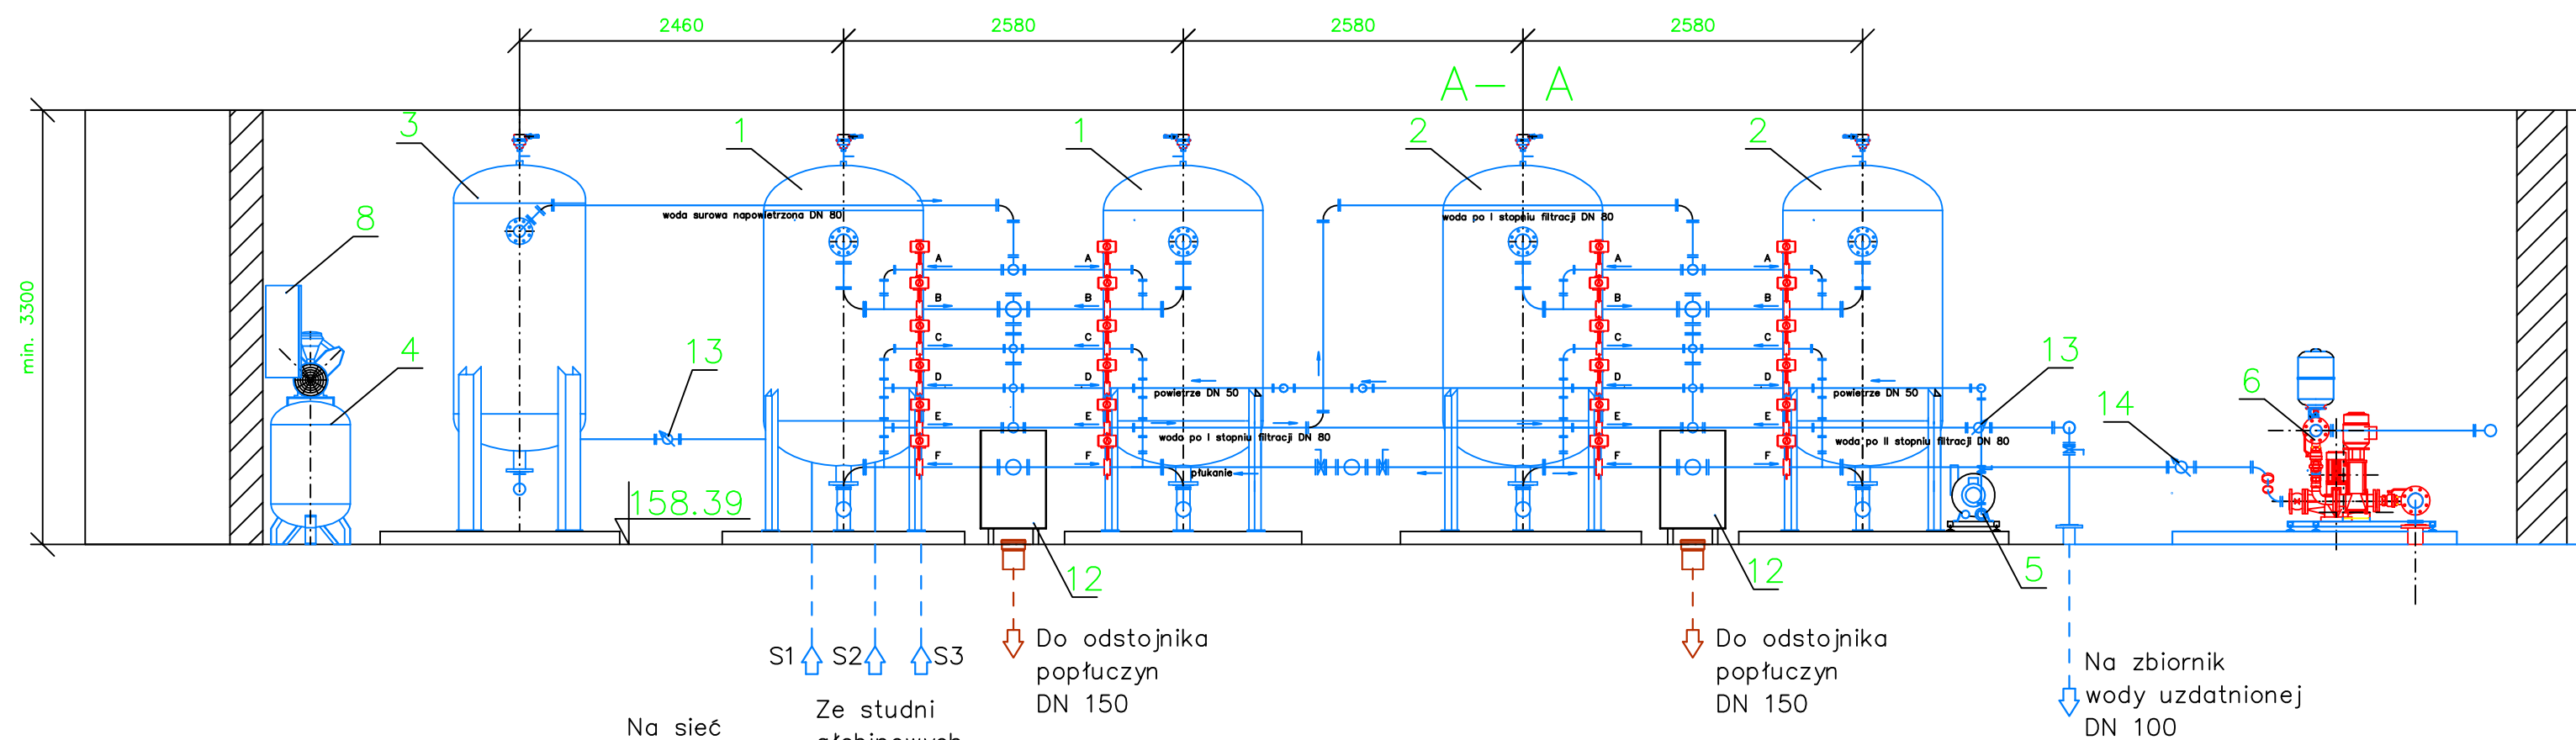 2460
2580
2580
2580
A- A
3
1
1
2
2
8
woda surowa napowietrzona DN 80
woda po I stopniu filtracji DN 80
A A A A
B B B B
min. 3300
4
13
C C C C
13
D D D D
powietrze DN 50
powietrze DN 50
6
14
E E E E
woda po I stopniu filtracji DN 80
woda po II stopniu filtracji DN 80
F F F F
płukanie
158.39
12
12
5
S1 S2 S3
Do odstojnika
popłuczyn
DN 150
Do odstojnika
popłuczyn
DN 150
Na zbiornik
wody uzdatnionej
DN 100
Na sieć
Ze studni